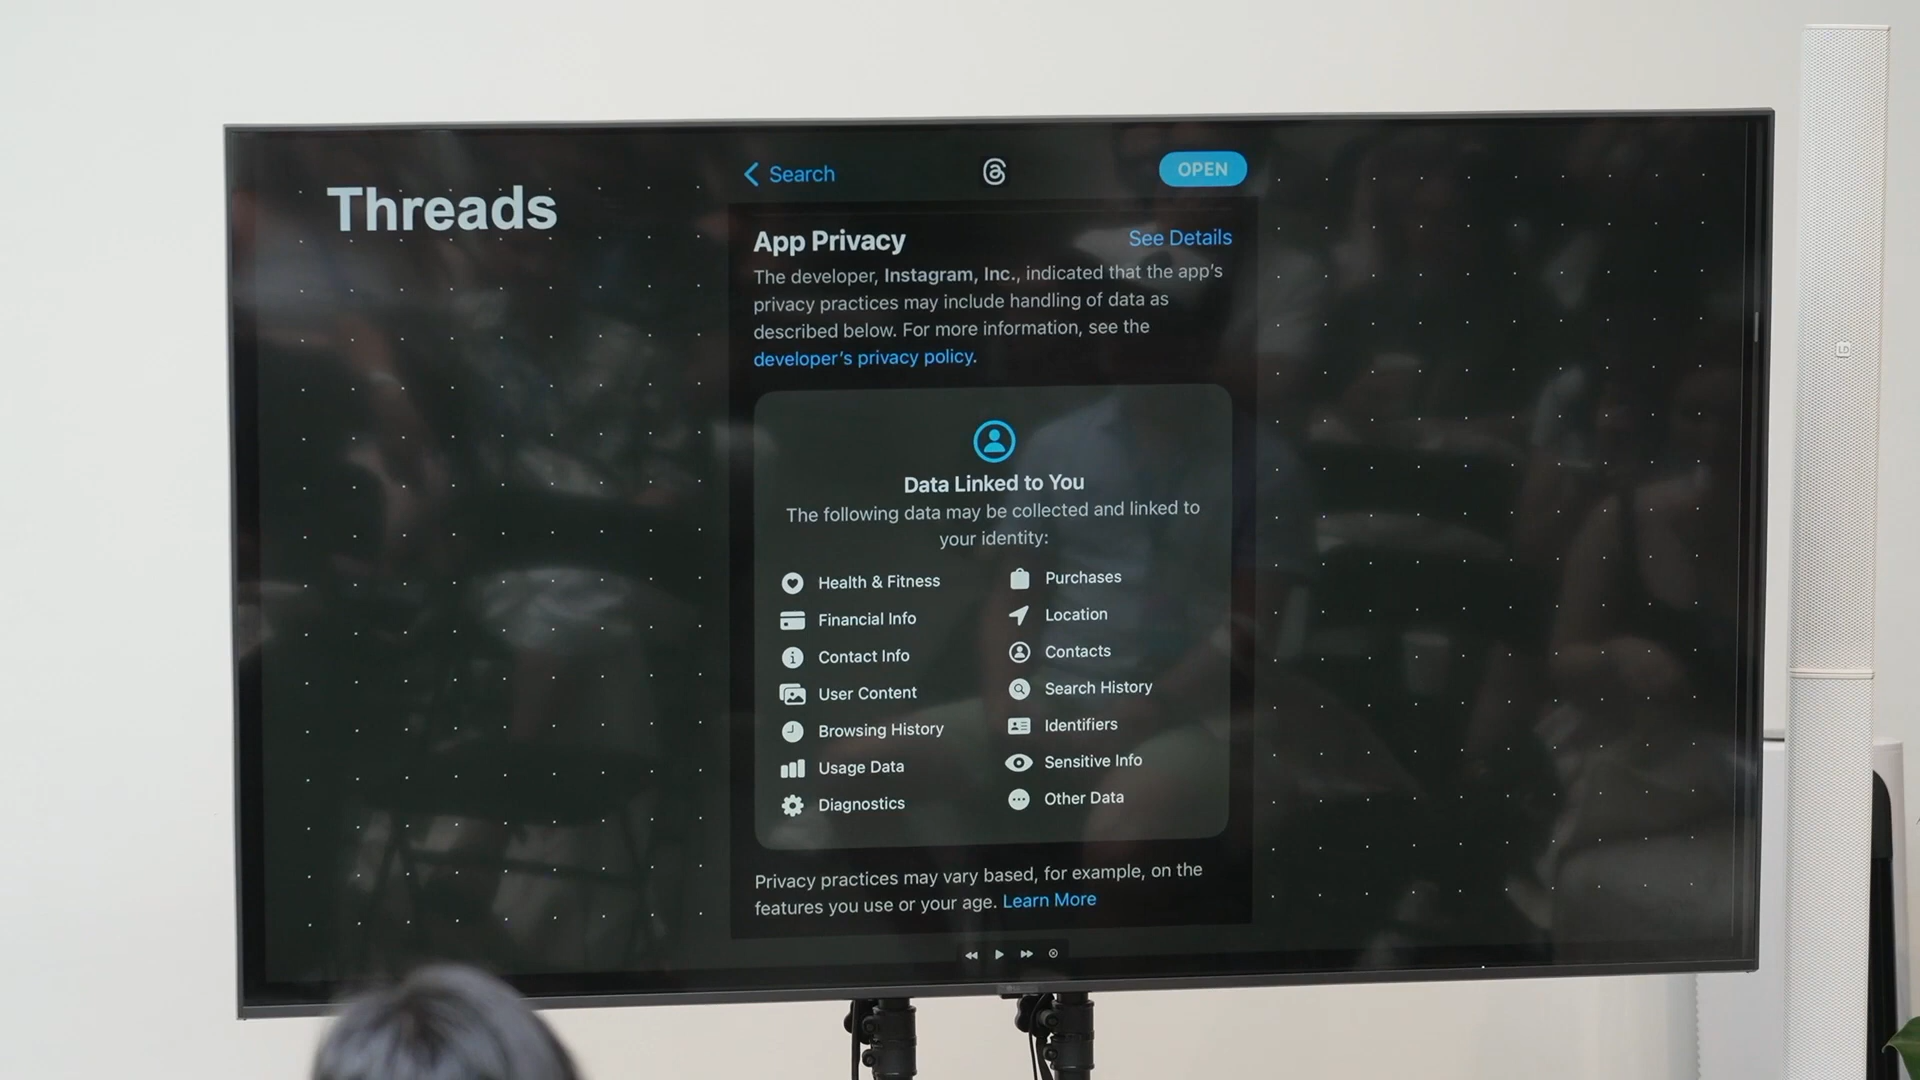 Threads
Search
OPEN
App Privacy
See Details
The developer, Instagram, Inc., indicated that the app's
privacy practices may include handling of data as
described below. For more information, see the
developer's privacy policy.
Data Linked to You
The following data may be collected and linked to
your identity:
Health & Fitness
Purchases
Financial Info
Location
Contact Info
Contacts
User Content
Search History
Browsing History
Identifiers
Usage Data
Sensitive Info
Diagnostics
Other Data
Privacy practices may vary based, for example, on the
features you use or your age. Learn More
LD